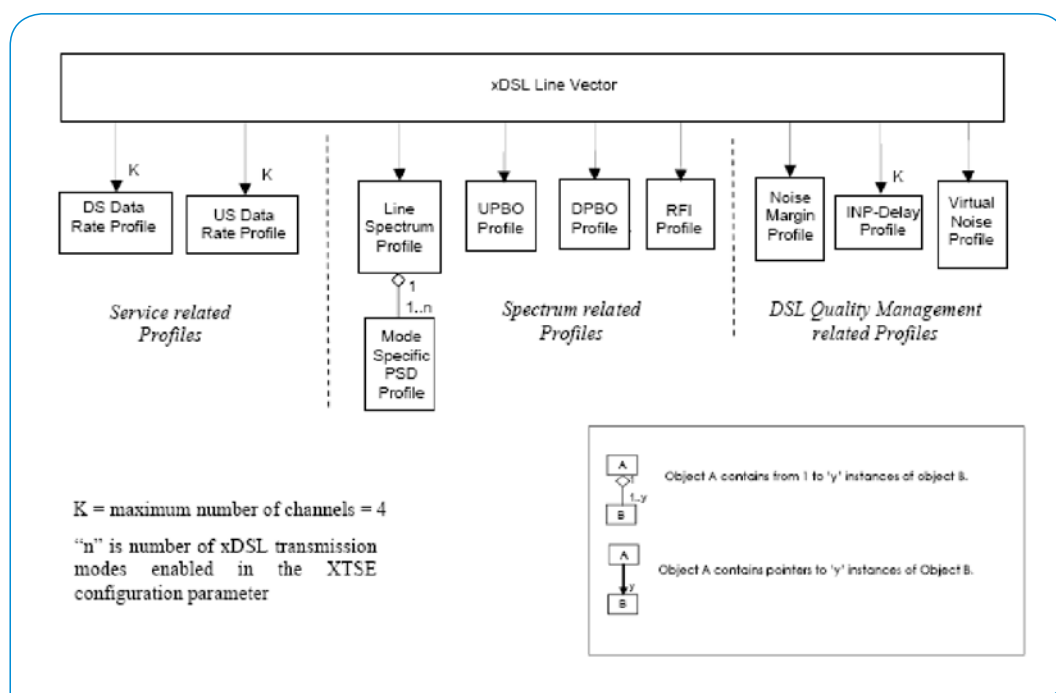 xDSL Line Vector
K
K
K
DS Data
Rate Profile
US Data
Rate Profile
Line
Spectrum
Profile
UPBO
Profile
DPBO
Profile
RFI
Profile
Noise
Margin
Profile
INP-Delay
Profile
Virtual
Noise
Profile
1
1..n
Mode
Specific
PSD
Profile
Service related
Profiles
Spectrum related
Profiles
DSL Quality Management
related Profiles
K = maximum number of channels = 4
“n” is number of xDSL transmission
modes enabled in the XTSE
configuration parameter
A
1
1..y
B
Object A contains from 1 to 'y' instances of object B.
A
y
B
Object A contains pointers to 'y' instances of Object B.